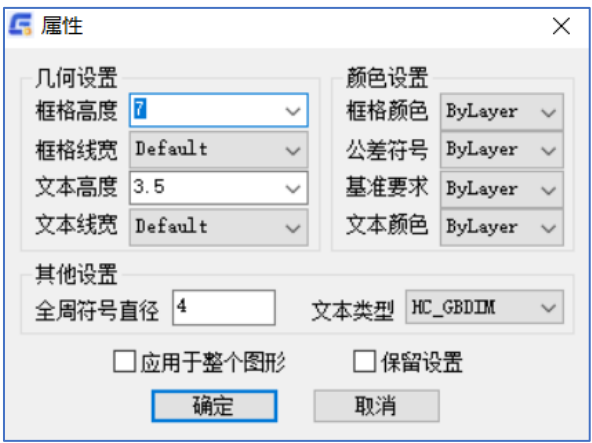 属性
几何设置
框格高度 7
框格线宽 Default
文本高度 3.5
文本线宽 Default
颜色设置
框格颜色 ByLayer
公差符号 ByLayer
基准要求 ByLayer
文本颜色 ByLayer
其他设置
全周符号直径 4 文本类型 HC_GBDIM
应用于整个图形 保留设置
确定 取消